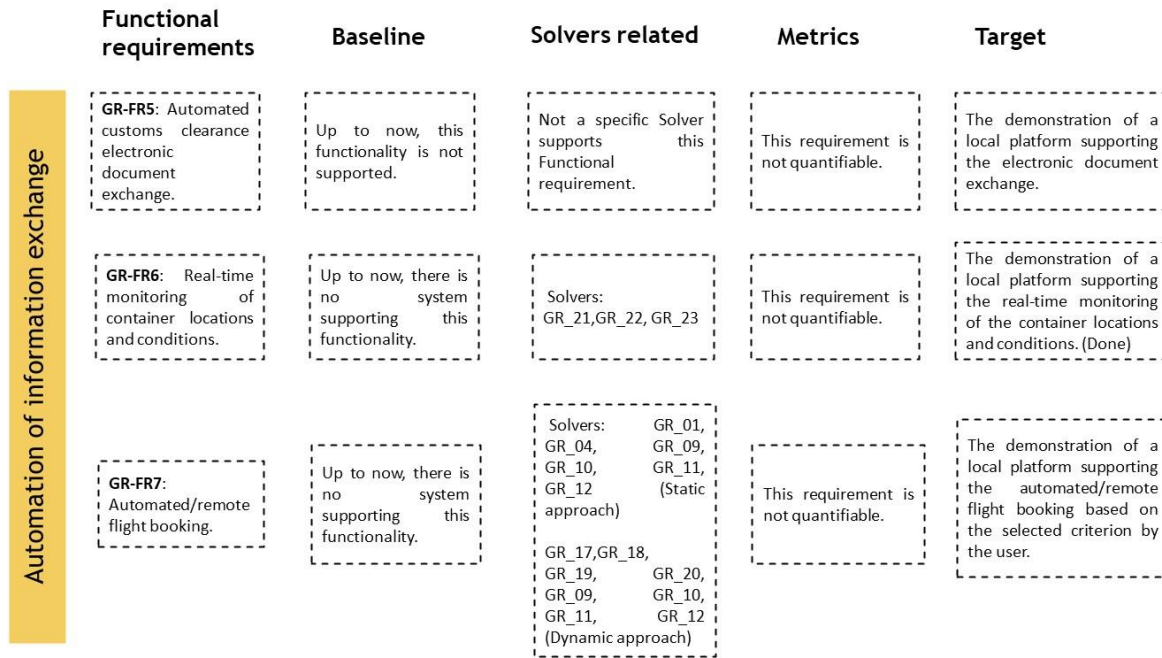 Functional
requirements
Baseline
Solvers related
Metrics
Target
Automation of information exchange
GR-FR5: Automated
customs clearance
electronic
document
exchange.
Up to now, this
functionality is not
supported.
Not a specific Solver
supports this
Functional
requirement.
This requirement is
not quantifiable.
The demonstration of a
local platform supporting
the electronic document
exchange.
GR-FR6: Real-time
monitoring of
container locations
and conditions.
Up to now, there is
no system
supporting this
functionality.
Solvers:
GR_21,GR_22, GR_23
This requirement is
not quantifiable.
The demonstration of a
local platform supporting
the real-time monitoring
of the container locations
and conditions. (Done)
GR-FR7:
Automated/remote
flight booking.
Up to now, there is
no system
supporting this
functionality.
Solvers: GR_01,
GR_04, GR_09,
GR_10, GR_11,
GR_12 (Static
approach)
GR_17,GR_18,
GR_19, GR_20,
GR_09, GR_10,
GR_11, GR_12
(Dynamic approach)
This requirement is
not quantifiable.
The demonstration of a
local platform supporting
the automated/remote
flight booking based on
the selected criterion by
the user.